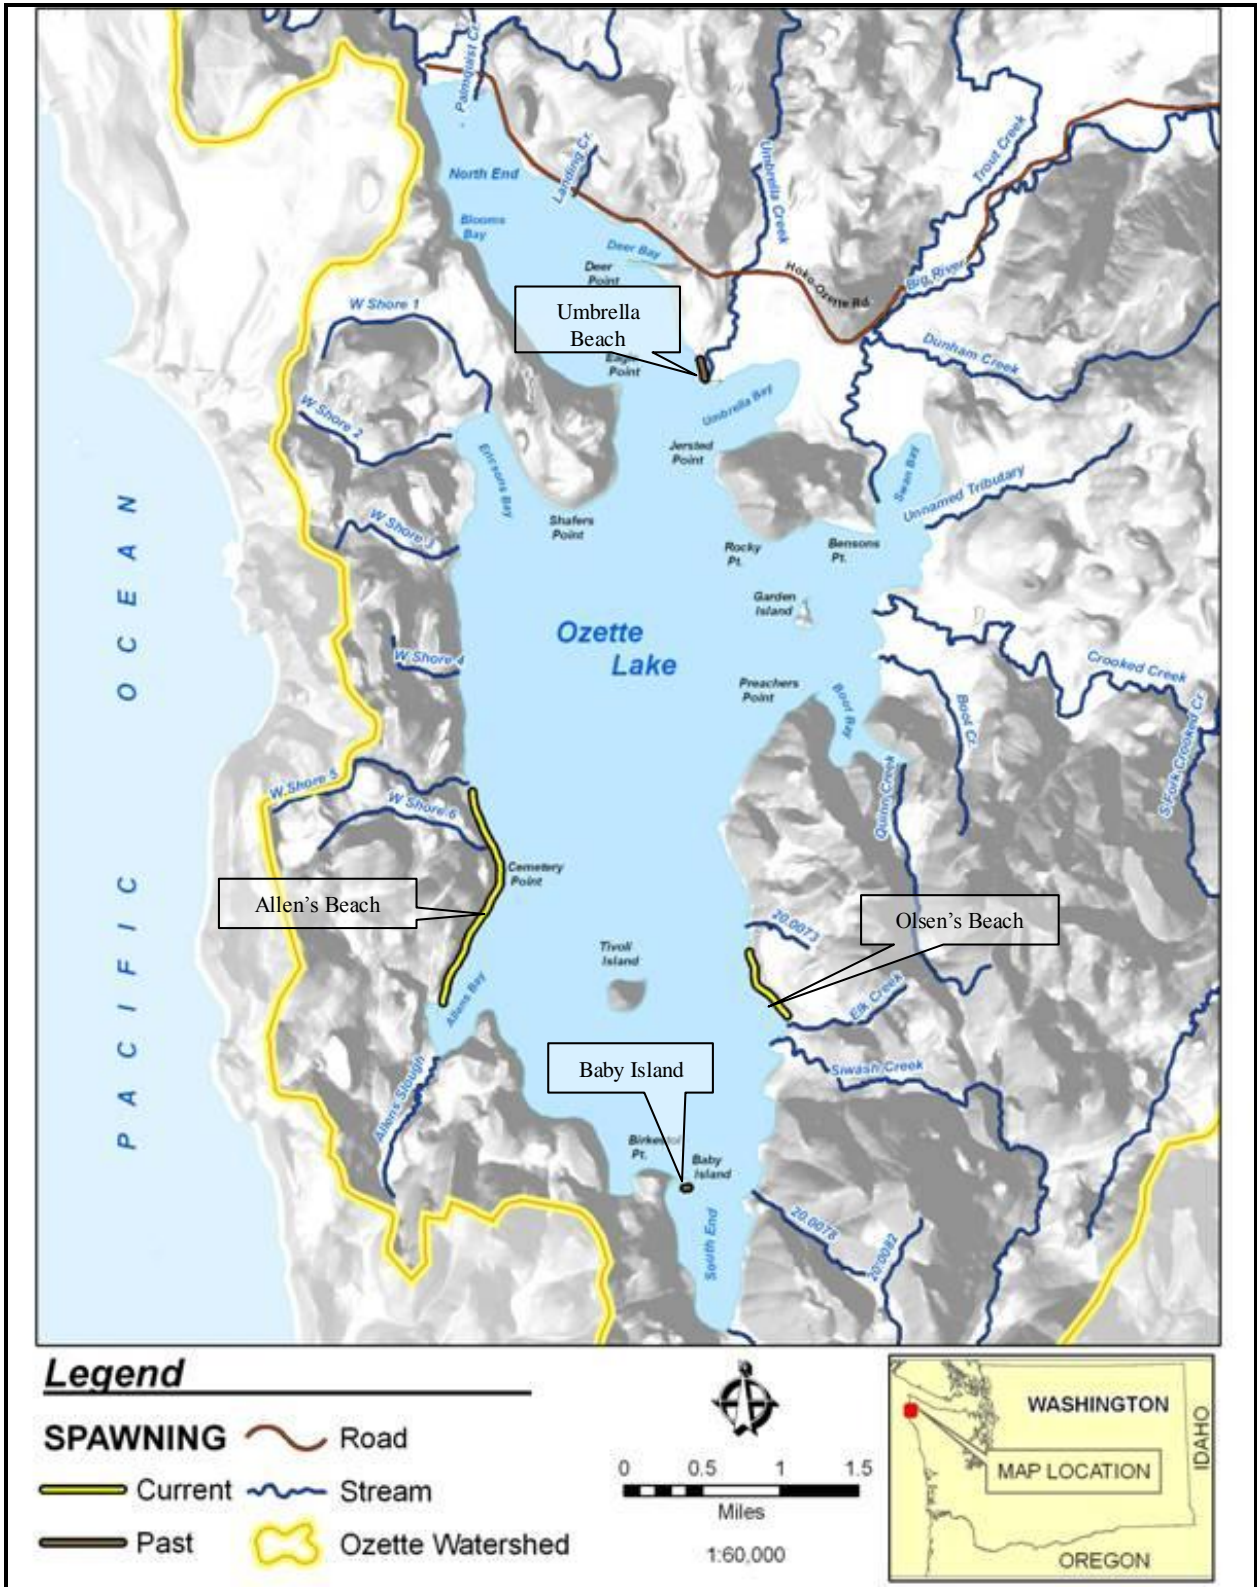 Palmquist Cr.
North End
Landing Cr.
Umbrella Creek
Trout Creek
Blooms
Bay
Deer Bay
Deer
Point
Big River
Hoko-Ozette Rd.
W Shore 1
Umbrella
Beach
Point
Dunham Creek
Umbrella Bay
W Shore 2
Jersted
Point
Ericsons Bay
Swan Bay
Unnamed Tributary
W Shore 3
Shafers
Point
Rocky
Pt.
Bensons
Pt.
Garden
Island
Ozette
Lake
W Shore 4
Preachers
Point
Boot Bay
Boot Cr.
Crooked Creek
S Fork Crooked Cr.
PACIFIC OCEAN
W Shore 5
W Shore 6
Quinn Creek
Cemetery
Point
Allen's Beach
20.0073
Olsen's Beach
Tivoli
Island
Allens Bay
Elk Creek
Baby Island
Siwash Creek
Allens Slough
Pt.
Baby
Island
South End
20.0078
20.0082
Legend
SPAWNING
Current
Past
Road
Stream
Ozette Watershed
0 0.5 1 1.5
Miles
1:60,000
WASHINGTON
IDAHO
MAP LOCATION
OREGON